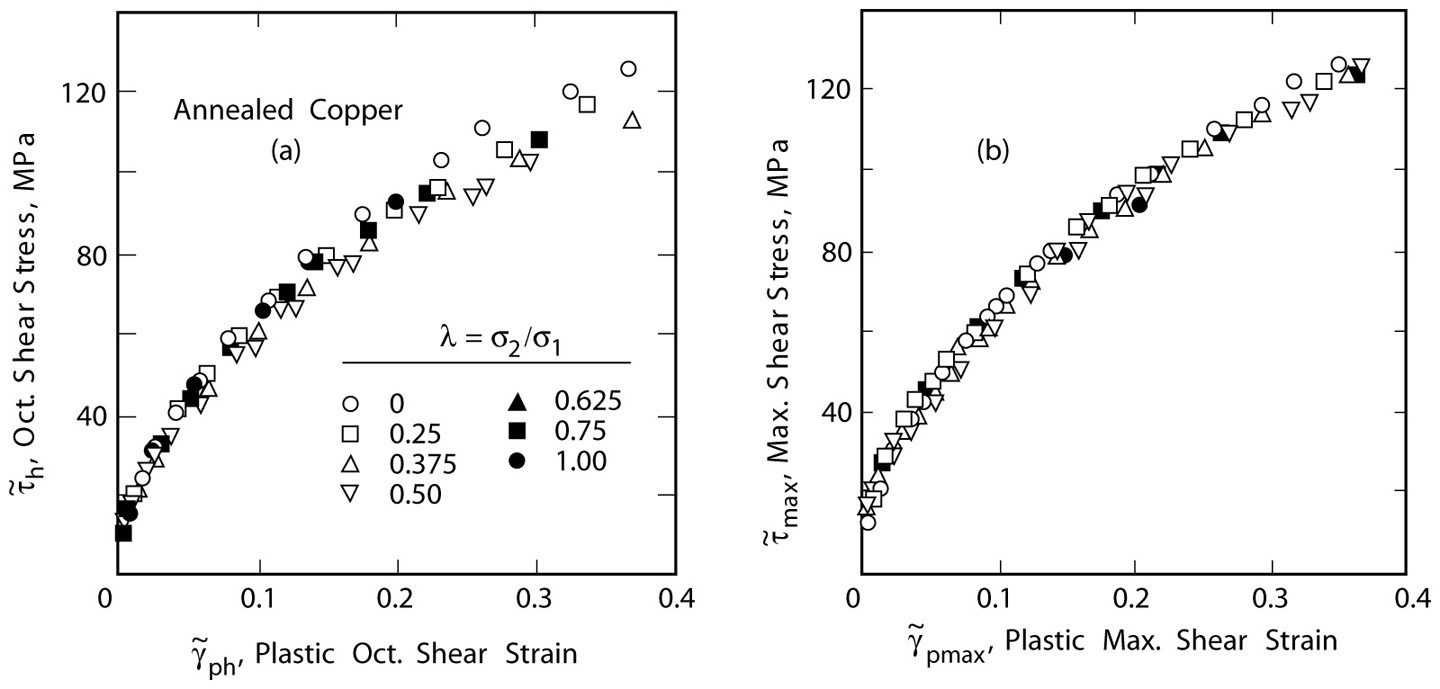 120
80
40
0
0.1
0.2
0.3
0.4
τ̃h, Oct. Shear Stress, MPa
γ̃ph, Plastic Oct. Shear Strain
Annealed Copper
(a)
λ = σ2/σ1
0
0.25
0.375
0.50
0.625
0.75
1.00
120
80
40
0
0.1
0.2
0.3
0.4
τ̃max, Max. Shear Stress, MPa
γ̃pmax, Plastic Max. Shear Strain
(b)